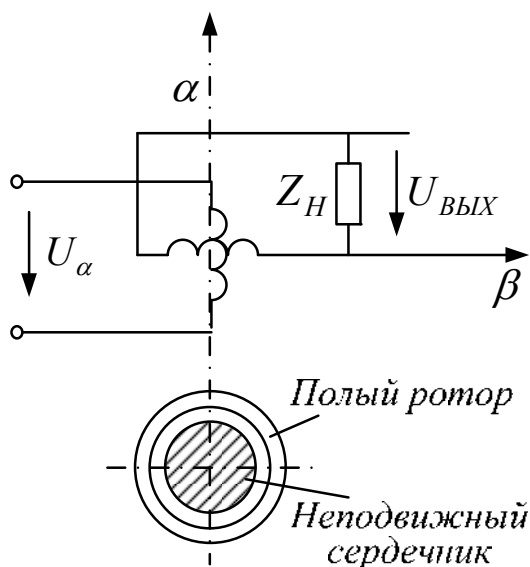 α
Z_H
U_ВЫХ
U_α
β
Полый ротор
Неподвижный
сердечник